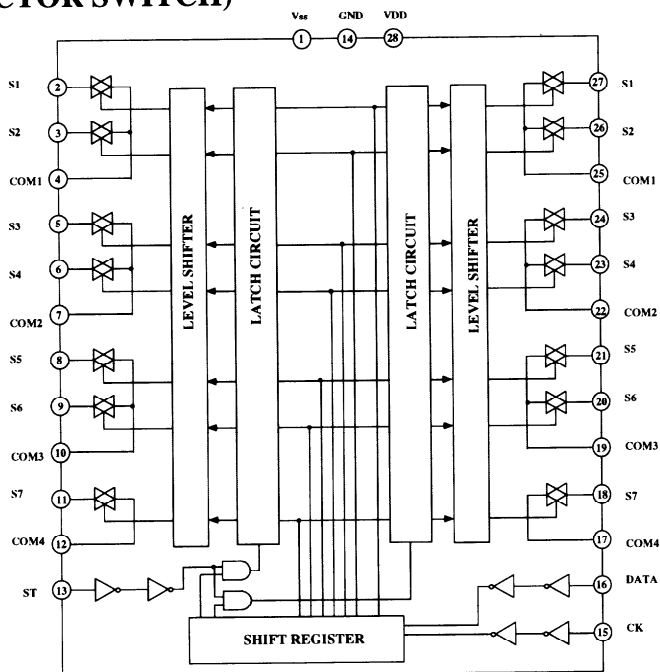 CTOR SWITCH)
Vss GND VDD
1 14 28
S1 2 27 S1
S2 3 26 S2
COM1 4 25 COM1
S3 5 24 S3
S4 6 23 S4
COM2 7 22 COM2
S5 8 21 S5
S6 9 20 S6
COM3 10 19 COM3
S7 11 18 S7
COM4 12 17 COM4
ST 13 16 DATA
15 CK
LEVEL SHIFTER
LATCH CIRCUIT
LATCH CIRCUIT
LEVEL SHIFTER
SHIFT REGISTER